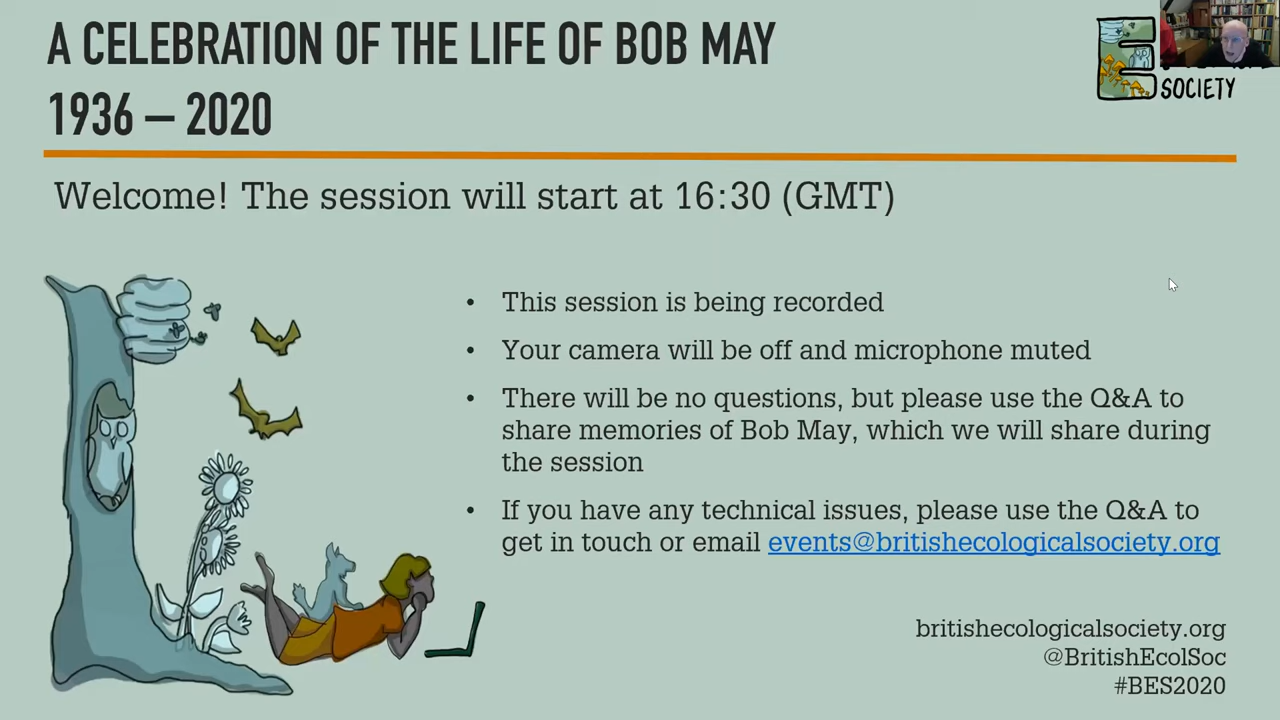 A CELEBRATION OF THE LIFE OF BOB MAY
1936 – 2020
SOCIETY
Welcome! The session will start at 16:30 (GMT)
• This session is being recorded
• Your camera will be off and microphone muted
• There will be no questions, but please use the Q&A to
share memories of Bob May, which we will share during
the session
• If you have any technical issues, please use the Q&A to
get in touch or email events@britishecologicalsociety.org
britishecologicalsociety.org
@BritishEcolSoc
#BES2020